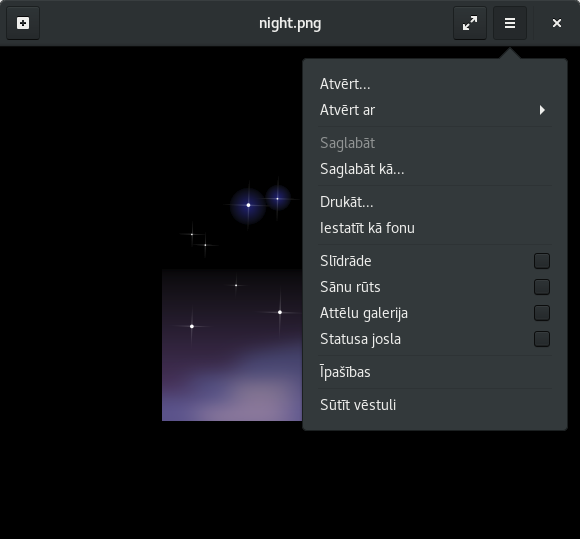 night.png
Atvērt...
Atvērt ar
Saglabāt
Saglabāt kā...
Drukāt...
Iestatīt kā fonu
Slīdrāde
Sānu rūts
Attēlu galerija
Statusa josla
Īpašības
Sūtīt vēstuli